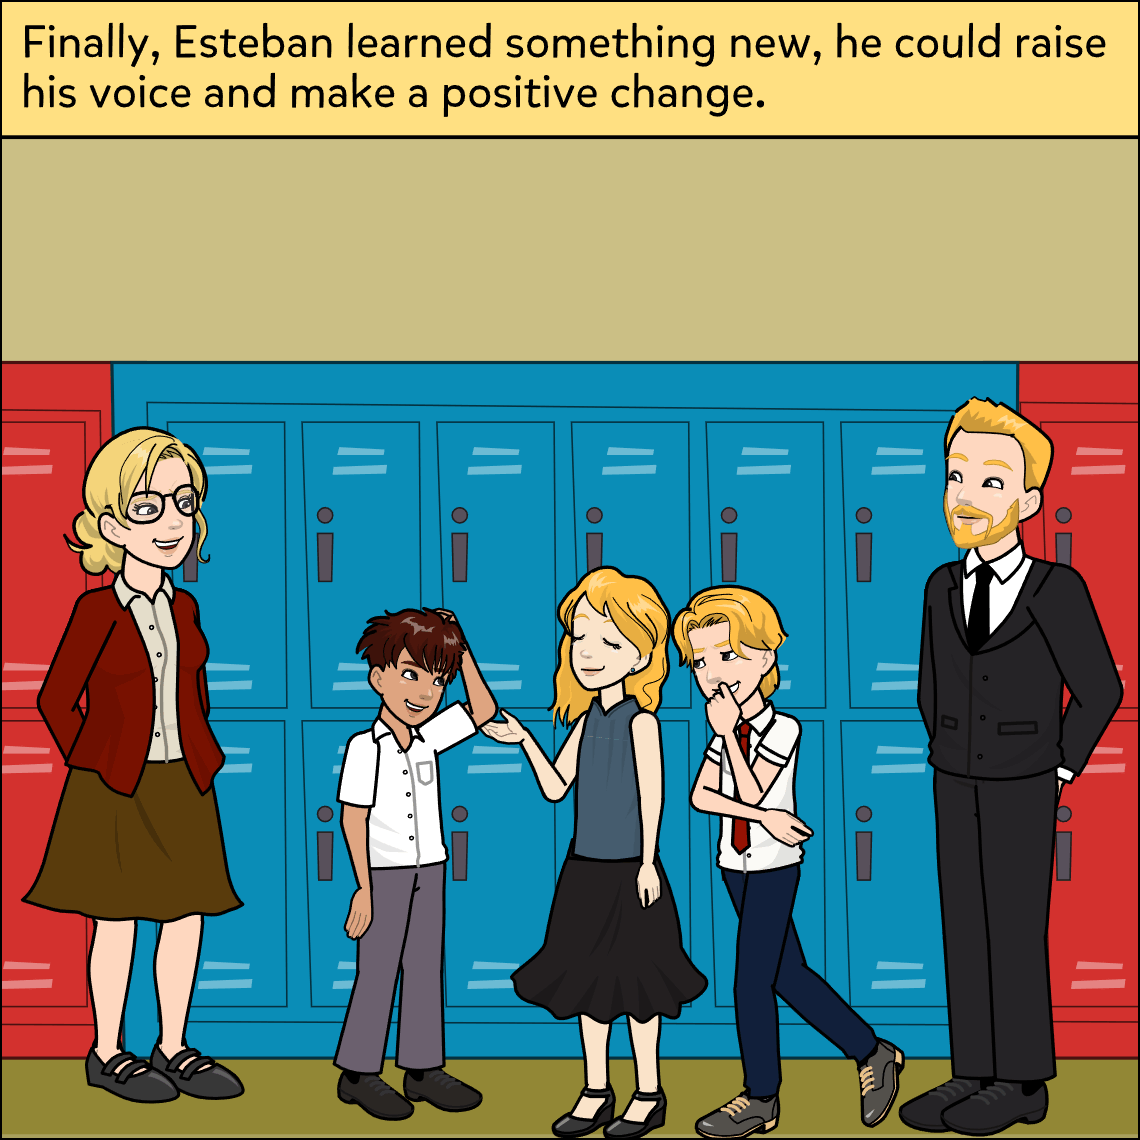 Finally, Esteban learned something new, he could raise
his voice and make a positive change.